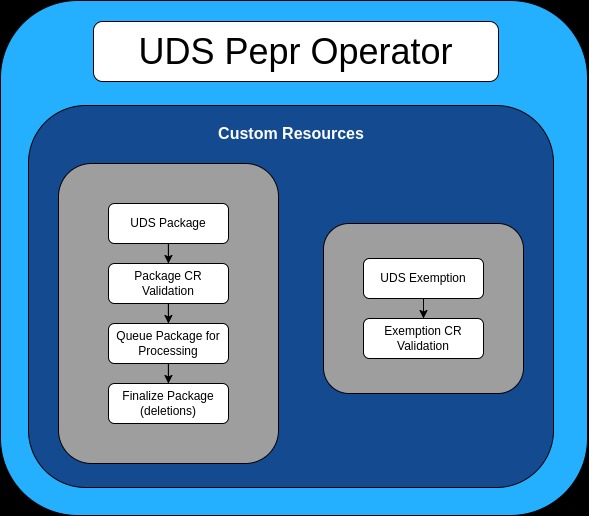 UDS Pepr Operator
Custom Resources
UDS Package
Package CR
Validation
Queue Package for
Processing
Finalize Package
(deletions)
UDS Exemption
Exemption CR
Validation